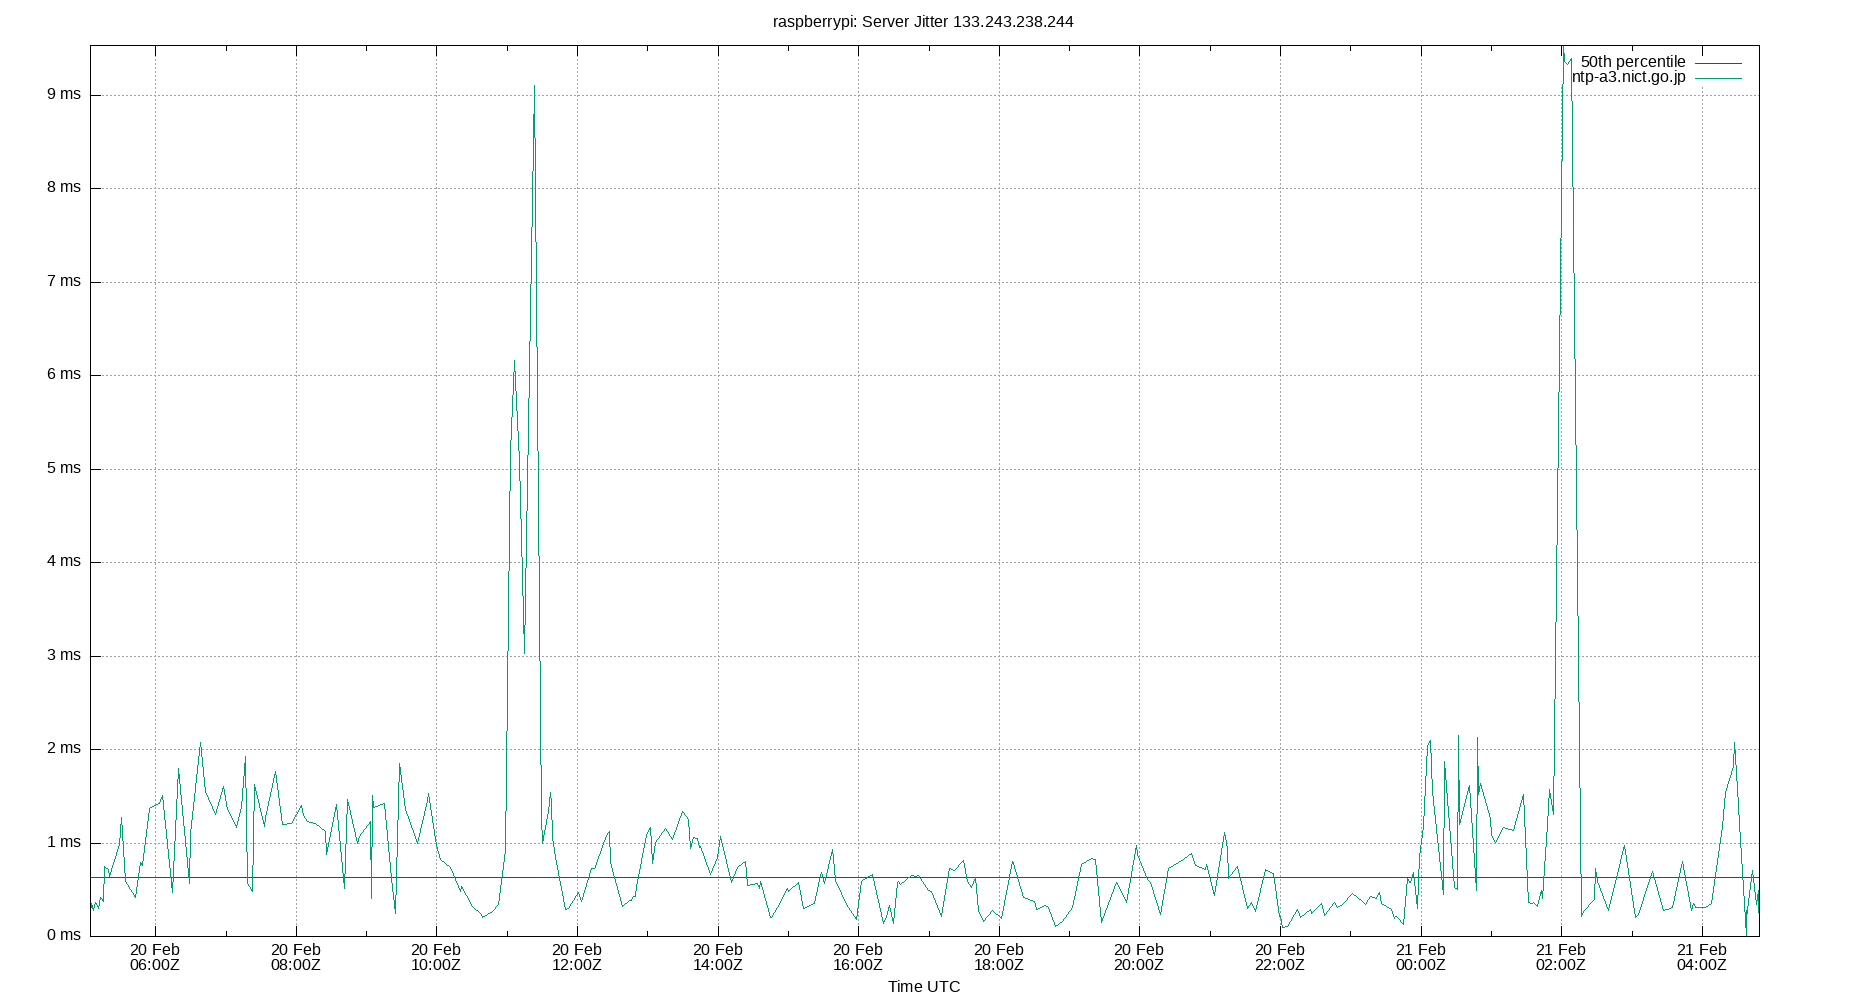 raspberrypi: Server Jitter 133.243.238.244
50th percentile
ntp-a3.nict.go.jp
9 ms
8 ms
7 ms
6 ms
5 ms
4 ms
3 ms
2 ms
1 ms
0 ms
20 Feb 20 Feb 20 Feb 20 Feb 20 Feb 20 Feb 20 Feb 20 Feb 20 Feb 21 Feb 21 Feb 21 Feb
06:00Z 08:00Z 10:00Z 12:00Z 14:00Z 16:00Z 18:00Z 20:00Z 22:00Z 00:00Z 02:00Z 04:00Z
Time UTC